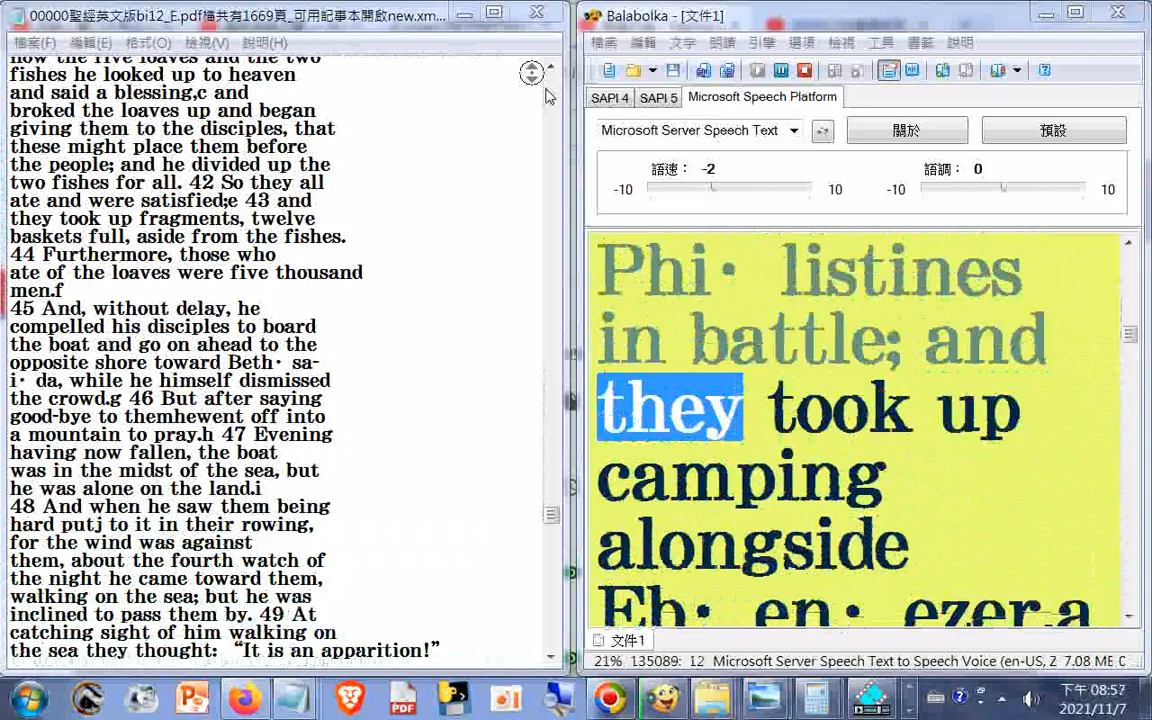 00000聖經英文版bi12_E.pdf檔共有1669頁_可用記事本開啟new.xm...
檔案(F) 編輯(E) 格式(O) 檢視(V) 說明(H)
now the five loaves and the two
fishes he looked up to heaven
and said a blessing,c and
broked the loaves up and began
giving them to the disciples, that
these might place them before
the people; and he divided up the
two fishes for all. 42 So they all
ate and were satisfied;e 43 and
they took up fragments, twelve
baskets full, aside from the fishes.
44 Furthermore, those who
ate of the loaves were five thousand
men.f
45 And, without delay, he
compelled his disciples to board
the boat and go on ahead to the
opposite shore toward Beth· sa-
i· da, while he himself dismissed
the crowd.g 46 But after saying
good-bye to themhewent off into
a mountain to pray.h 47 Evening
having now fallen, the boat
was in the midst of the sea, but
he was alone on the land.i
48 And when he saw them being
hard putj to it in their rowing,
for the wind was against
them, about the fourth watch of
the night he came toward them,
walking on the sea; but he was
inclined to pass them by. 49 At
catching sight of him walking on
the sea they thought: “It is an apparition!”
Balabolka - [文件1]
檔案 編輯 文字 朗讀 引擎 選項 檢視 工具 書籤 說明
SAPI 4 SAPI 5 Microsoft Speech Platform
Microsoft Server Speech Text 關於 預設
語速： -2 語調： 0
-10 10 -10 10
Phi· listines
in battle; and
they took up
camping
alongside
Eb· en· ezer,a
文件1
21% 135089: 12 Microsoft Server Speech Text to Speech Voice (en-US, Z 7.08 MB C
PDF
下午 08:57
2021/11/7